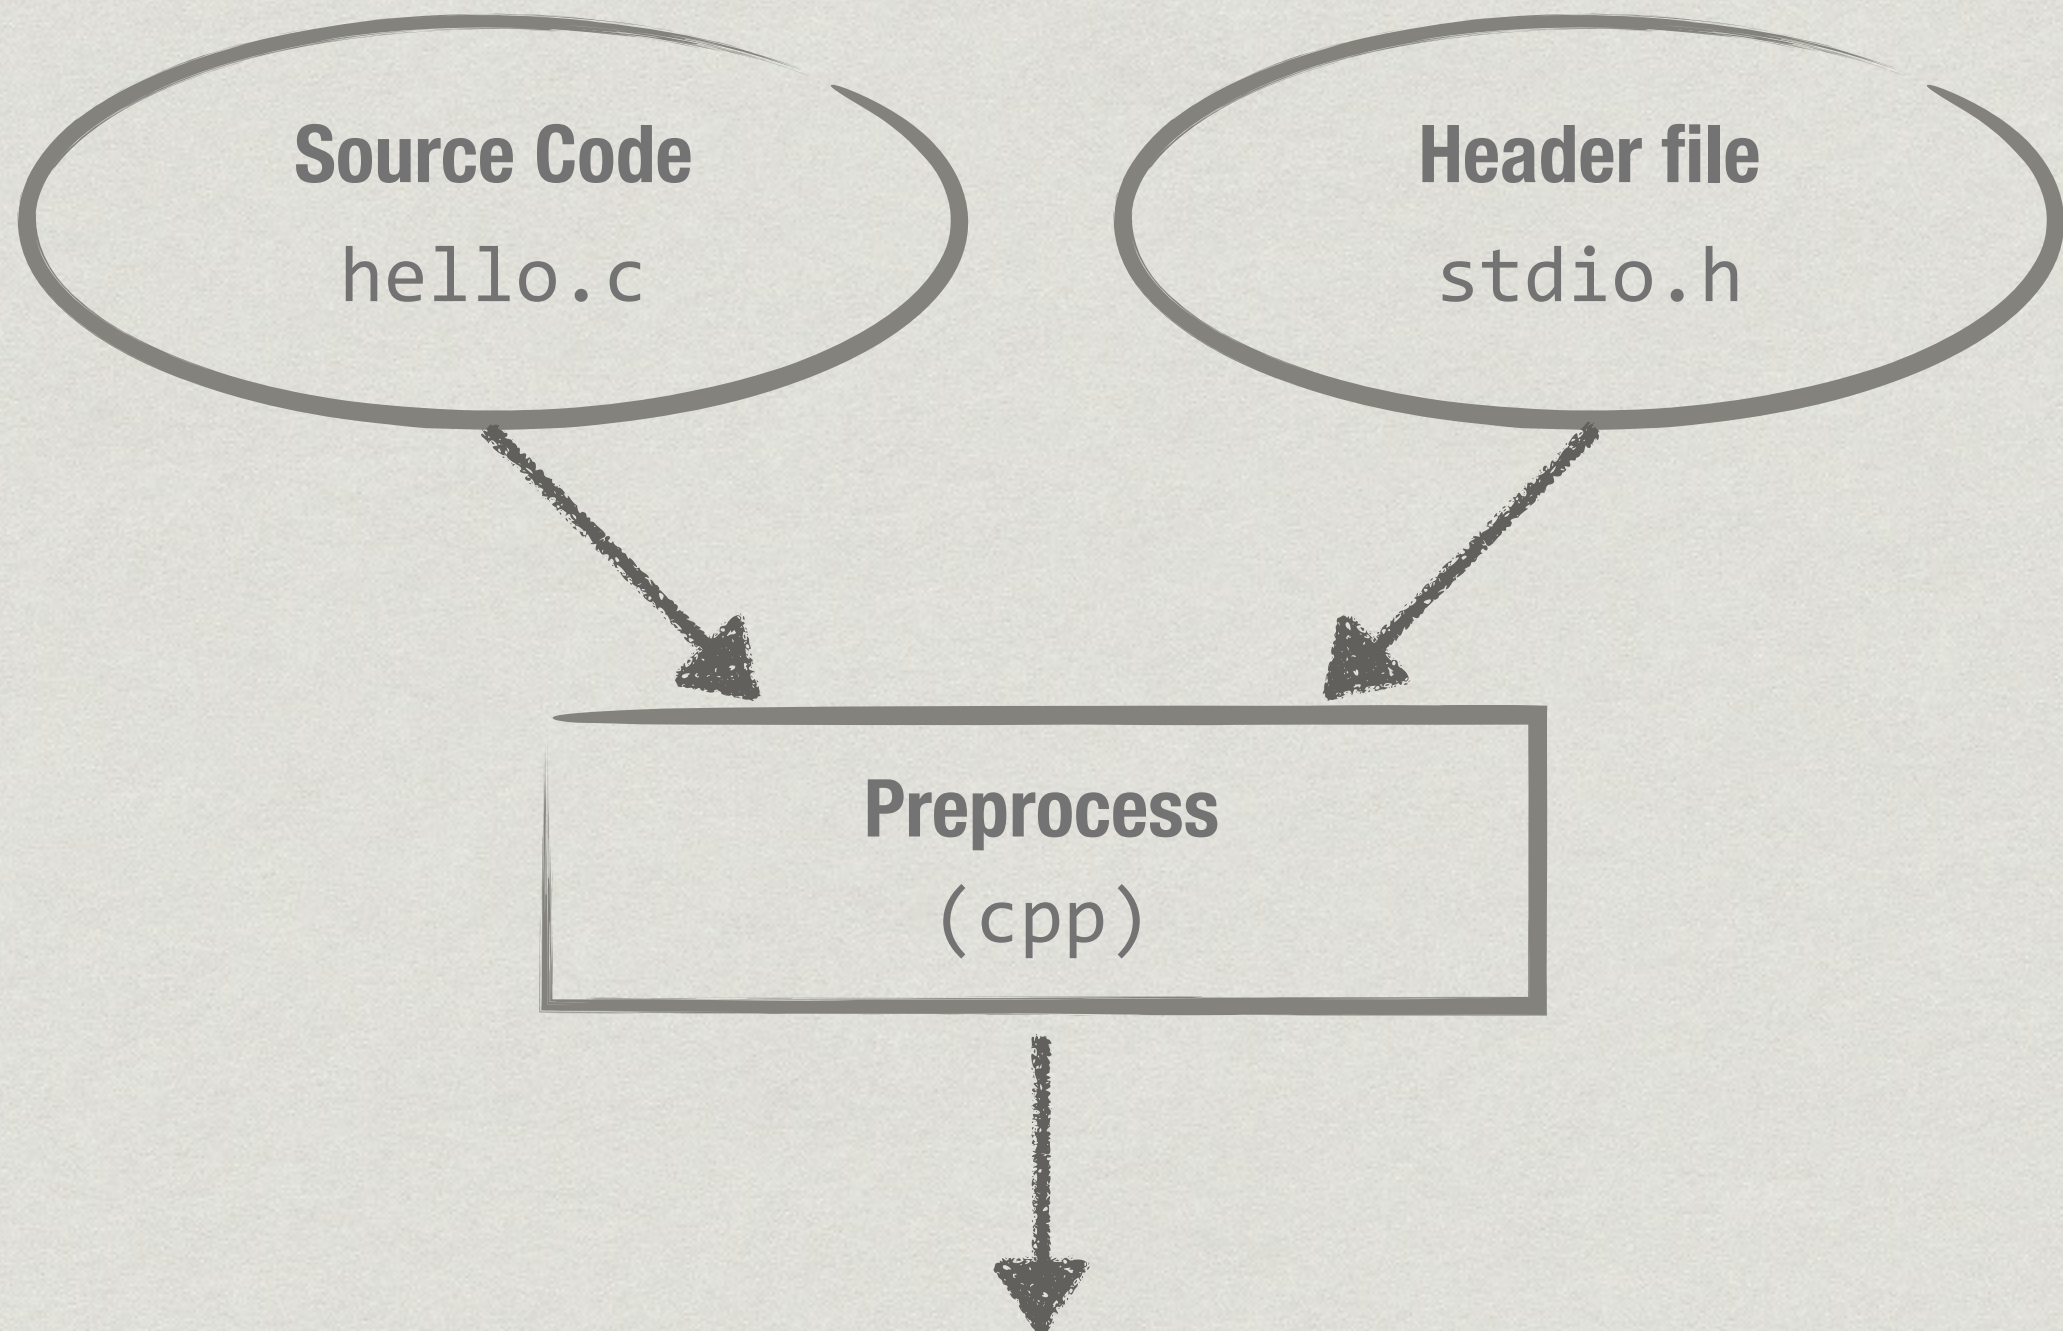 Source Code
hello.c
Header file
stdio.h
Preprocess
(cpp)